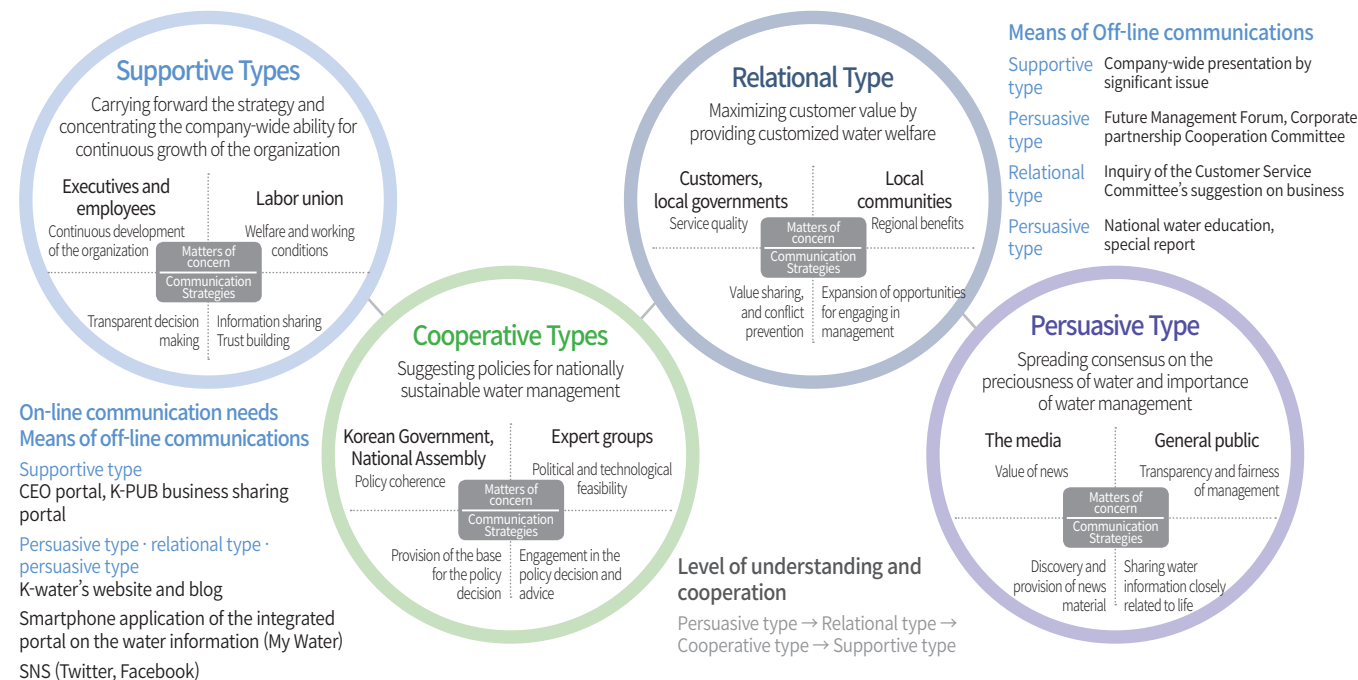 Supportive Types
Carrying forward the strategy and
concentrating the company-wide ability for
continuous growth of the organization
Executives and
employees
Continuous development
of the organization
Labor union
Welfare and working
conditions
Matters of
concern
Communication
Strategies
Transparent decision
making
Information sharing
Trust building
Cooperative Types
Suggesting policies for nationally
sustainable water management
Korean Government,
National Assembly
Policy coherence
Expert groups
Political and technological
feasibility
Matters of
concern
Communication
Strategies
Provision of the base
for the policy
decision
Engagement in the
policy decision and
advice
Relational Type
Maximizing customer value by
providing customized water welfare
Customers,
local governments
Service quality
Local
communities
Regional benefits
Matters of
concern
Communication
Strategies
Value sharing,
and conflict
prevention
Expansion of opportunities
for engaging in
management
Persuasive Type
Spreading consensus on the
preciousness of water and importance
of water management
The media
Value of news
General public
Transparency and fairness
of management
Matters of
concern
Communication
Strategies
Discovery and
provision of news
material
Sharing water
information closely
related to life
Means of Off-line communications
Supportive
type
Company-wide presentation by
significant issue
Persuasive
type
Future Management Forum, Corporate
partnership Cooperation Committee
Relational
type
Inquiry of the Customer Service
Committee's suggestion on business
Persuasive
type
National water education,
special report
On-line communication needs
Means of off-line communications
Supportive type
CEO portal, K-PUB business sharing
portal
Persuasive type · relational type ·
persuasive type
K-water's website and blog
Smartphone application of the integrated
portal on the water information (My Water)
SNS (Twitter, Facebook)
Level of understanding and
cooperation
Persuasive type → Relational type →
Cooperative type → Supportive type